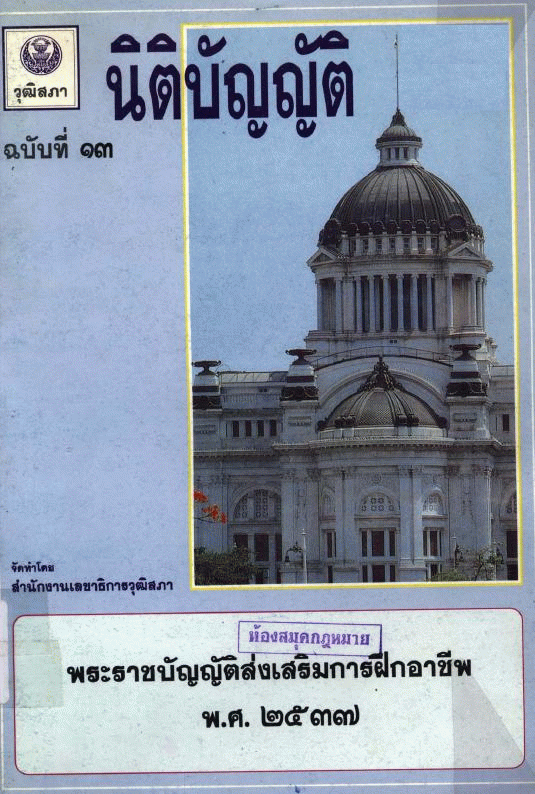 วุฒิสภา
นิติบัญญัติ
ฉบับที่ ๑๓
จัดทำโดย
สำนักงานเลขาธิการวุฒิสภา
ห้องสมุดกฎหมาย
พระราชบัญญัติส่งเสริมการฝึกอาชีพ
พ.ศ. ๒๕๓๗